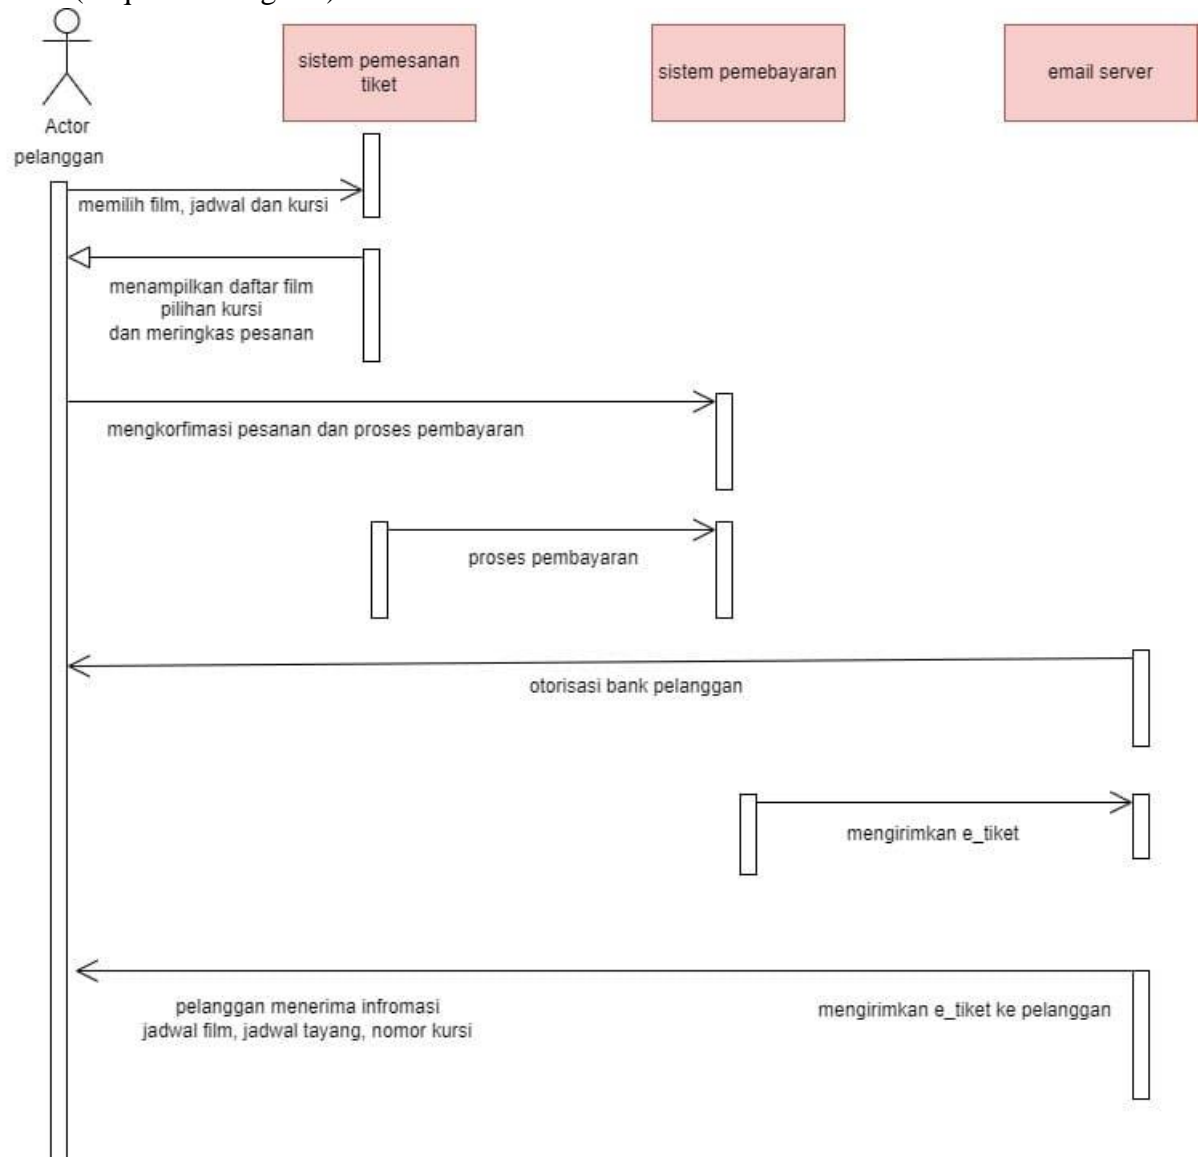 sistem pemesanan
tiket
sistem pemebayaran
email server
Actor
pelanggan
memilih film, jadwal dan kursi
menampilkan daftar film
pilihan kursi
dan meringkas pesanan
mengkorfimasi pesanan dan proses pembayaran
proses pembayaran
otorisasi bank pelanggan
mengirimkan e_tiket
pelanggan menerima infromasi
jadwal film, jadwal tayang, nomor kursi
mengirimkan e_tiket ke pelanggan